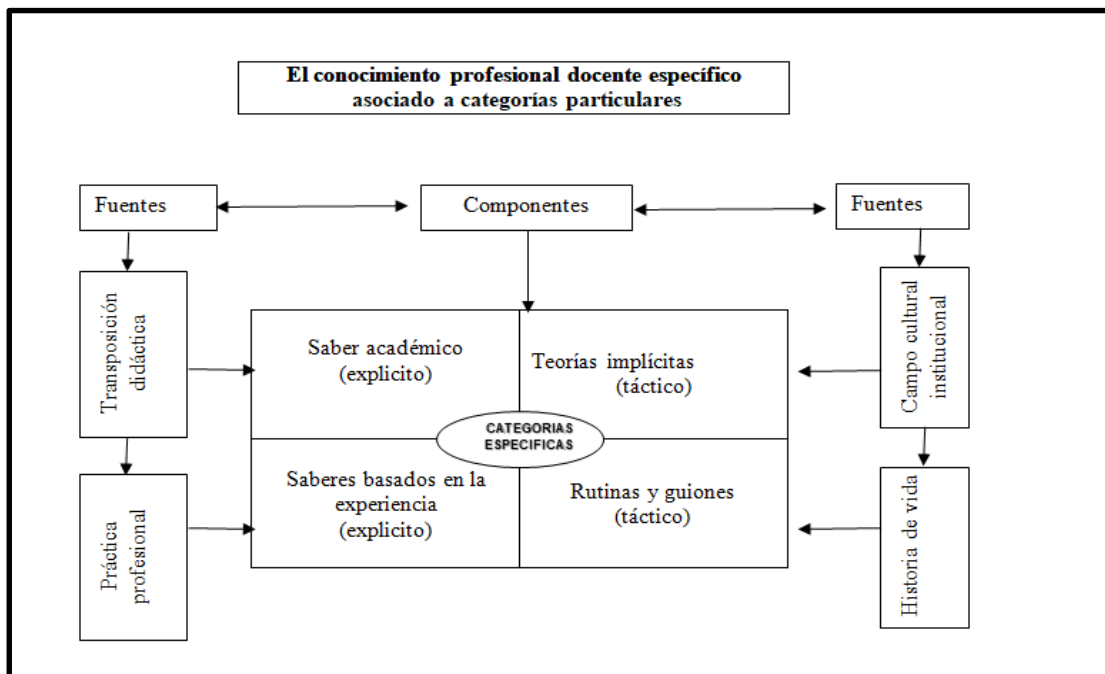 El conocimiento profesional docente específico
asociado a categorías particulares
Fuentes
Componentes
Fuentes
Transposición
didáctica
Saber académico
(explicito)
Teorías implícitas
(táctico)
Campo cultural
institucional
CATEGORIAS
ESPECIFICAS
Práctica
profesional
Saberes basados en la
experiencia
(explicito)
Rutinas y guiones
(táctico)
Historia de vida